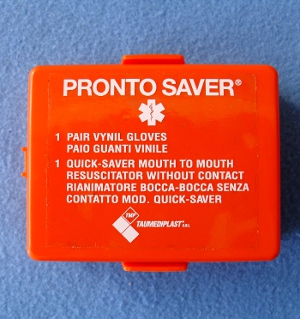 PRONTO SAVER®
1 PAIR VYNIL GLOVES
PAIO GUANTI VINILE
1 QUICK-SAVER MOUTH TO MOUTH
RESUSCITATOR WITHOUT CONTACT
RIANIMATORE BOCCA-BOCCA SENZA
CONTATTO MOD. QUICK-SAVER
TMP
TAUMEDIPLAST s.n.c.